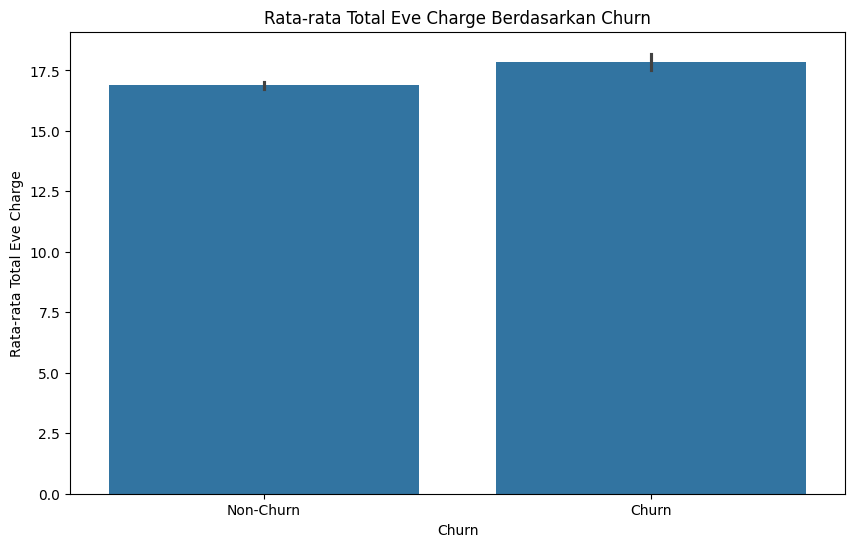 Rata-rata Total Eve Charge Berdasarkan Churn
Rata-rata Total Eve Charge
17.5
15.0
12.5
10.0
7.5
5.0
2.5
0.0
Non-Churn
Churn
Churn